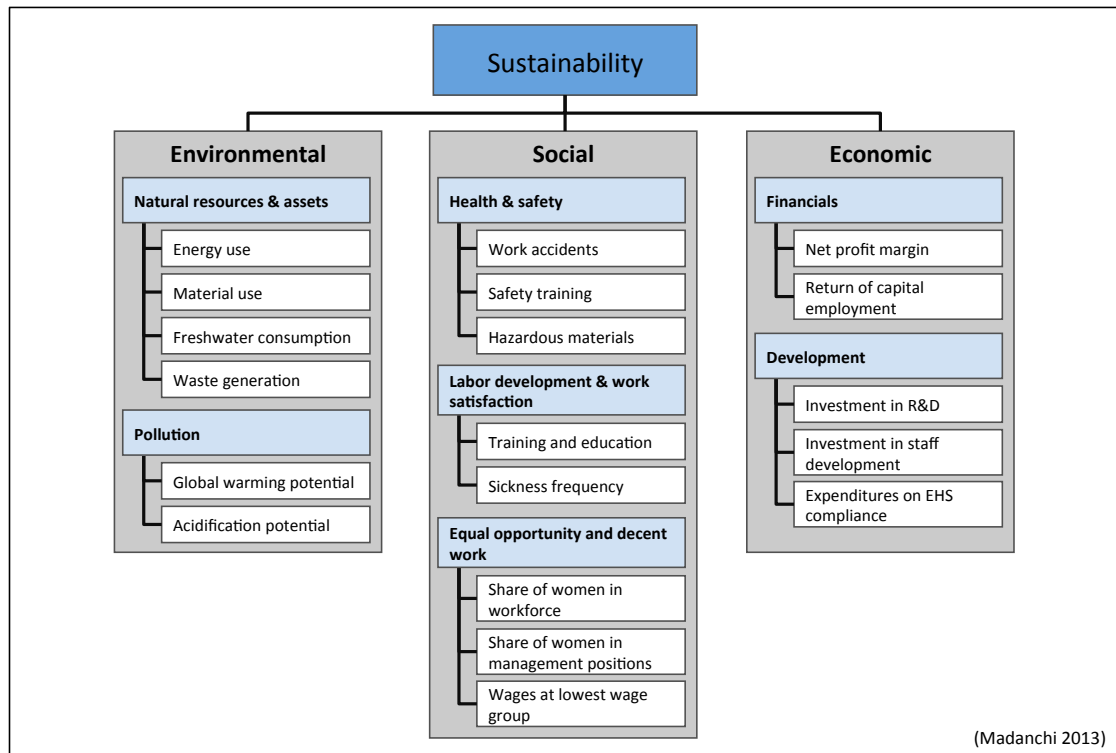 Sustainability
Environmental
Natural resources & assets
Energy use
Material use
Freshwater consumption
Waste generation
Pollution
Global warming potential
Acidification potential
Social
Health & safety
Work accidents
Safety training
Hazardous materials
Labor development & work
satisfaction
Training and education
Sickness frequency
Equal opportunity and decent
work
Share of women in
workforce
Share of women in
management positions
Wages at lowest wage
group
Economic
Financials
Net profit margin
Return of capital
employment
Development
Investment in R&D
Investment in staff
development
Expenditures on EHS
compliance
(Madanchi 2013)